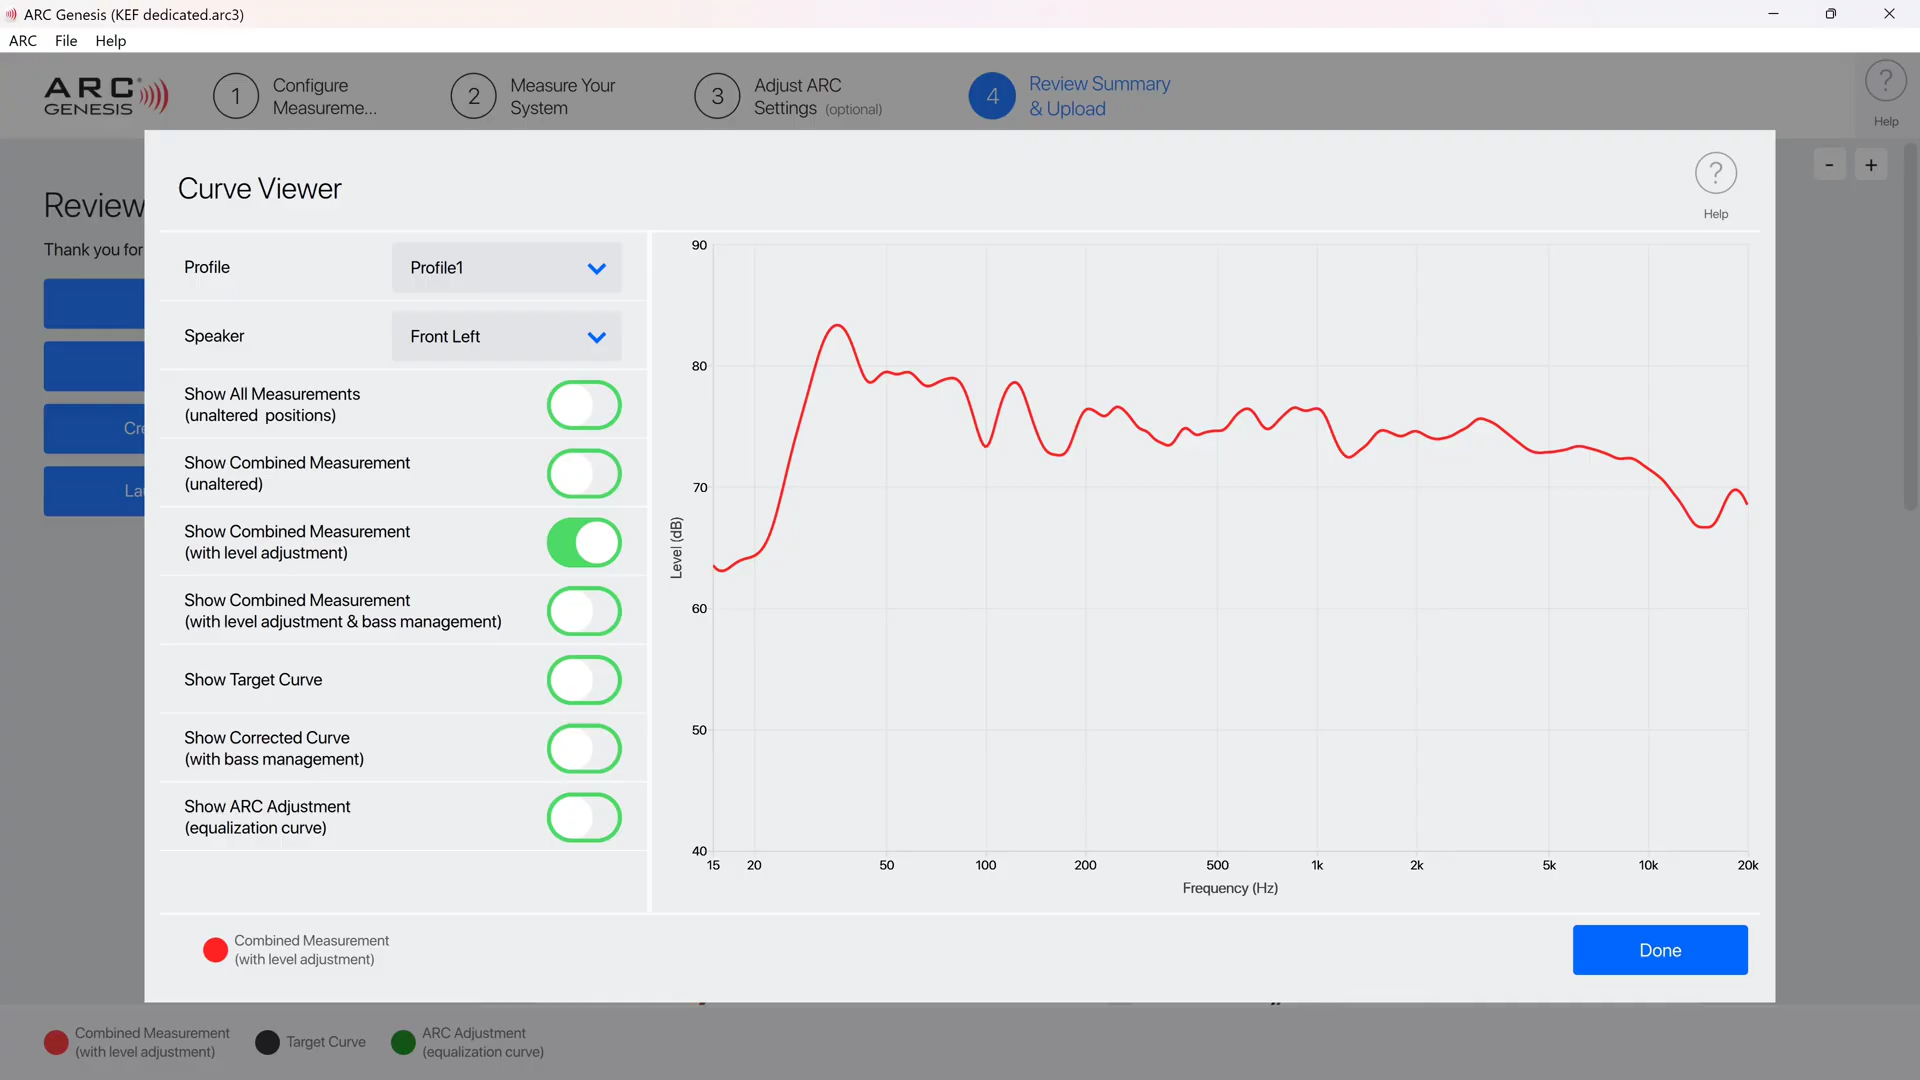 ARC Genesis (KEF dedicated.arc3)
ARC File Help
ARC GENESIS
1 Configure Measureme...
2 Measure Your System
3 Adjust ARC Settings (optional)
4 Review Summary & Upload
?
Help
- +
Review
Thank you for
Cre
La
Curve Viewer
?
Help
Profile Profile1
Speaker Front Left
Show All Measurements
(unaltered positions)
Show Combined Measurement
(unaltered)
Show Combined Measurement
(with level adjustment)
Show Combined Measurement
(with level adjustment & bass management)
Show Target Curve
Show Corrected Curve
(with bass management)
Show ARC Adjustment
(equalization curve)
90
80
70
60
50
40
Level (dB)
15 20 50 100 200 500 1k 2k 5k 10k 20k
Frequency (Hz)
Combined Measurement
(with level adjustment)
Done
Combined Measurement
(with level adjustment)
Target Curve
ARC Adjustment
(equalization curve)